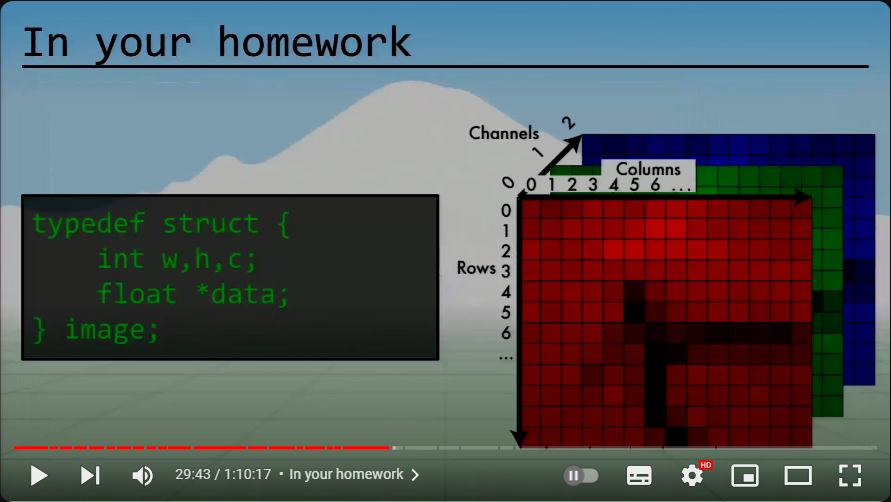 In your homework
typedef struct {
int w,h,c;
float *data;
} image;
Channels
0 1 2
Columns
0 1 2 3 4 5 6 ...
Rows
0
1
2
3
4
5
6
...
29:43 / 1:10:17 • In your homework
HD